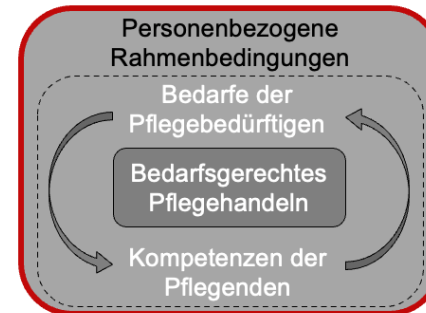 Personenbezogene
Rahmenbedingungen
Bedarfe der
Pflegebedürftigen
Bedarfsgerechtes
Pflegehandeln
Kompetenzen der
Pflegenden